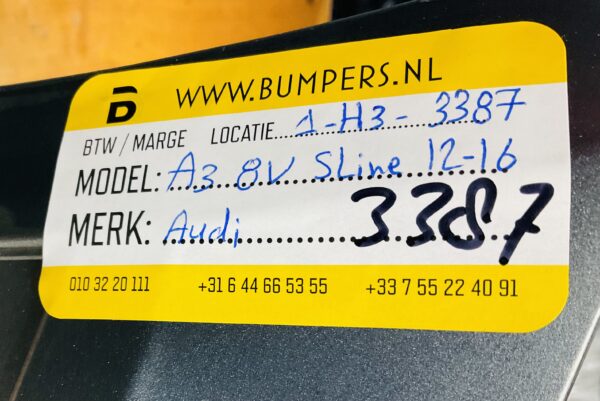 B WWW.BUMPERS.NL
BTW / MARGE LOCATIE 1-H3-3387
MODEL: A3 8V SLine 12-16
MERK: Audi 3387
010 32 20 111 +31 6 44 66 53 55 +33 7 55 22 40 91